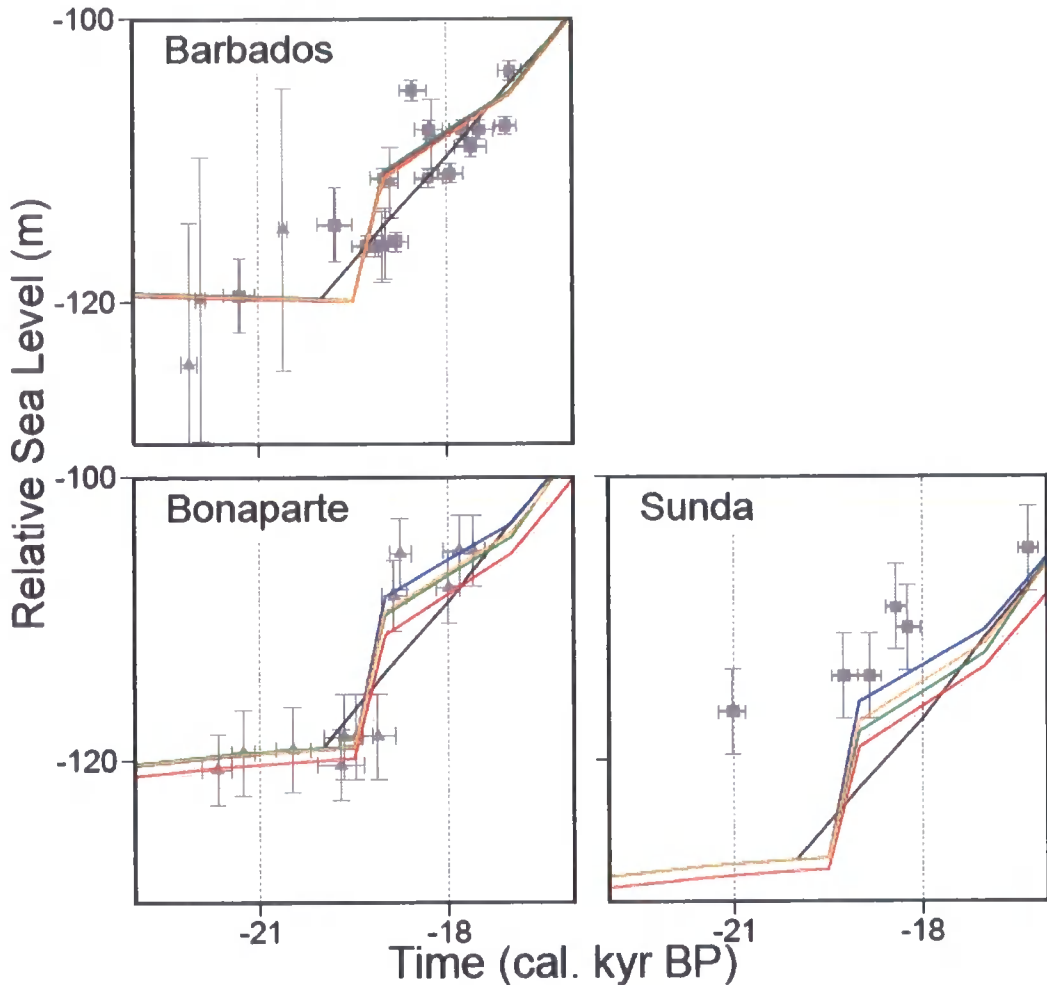 -100
Barbados
-120
Relative Sea Level (m)
-100
Bonaparte
Sunda
-120
-21
-18
-21
-18
Time (cal. kyr BP)